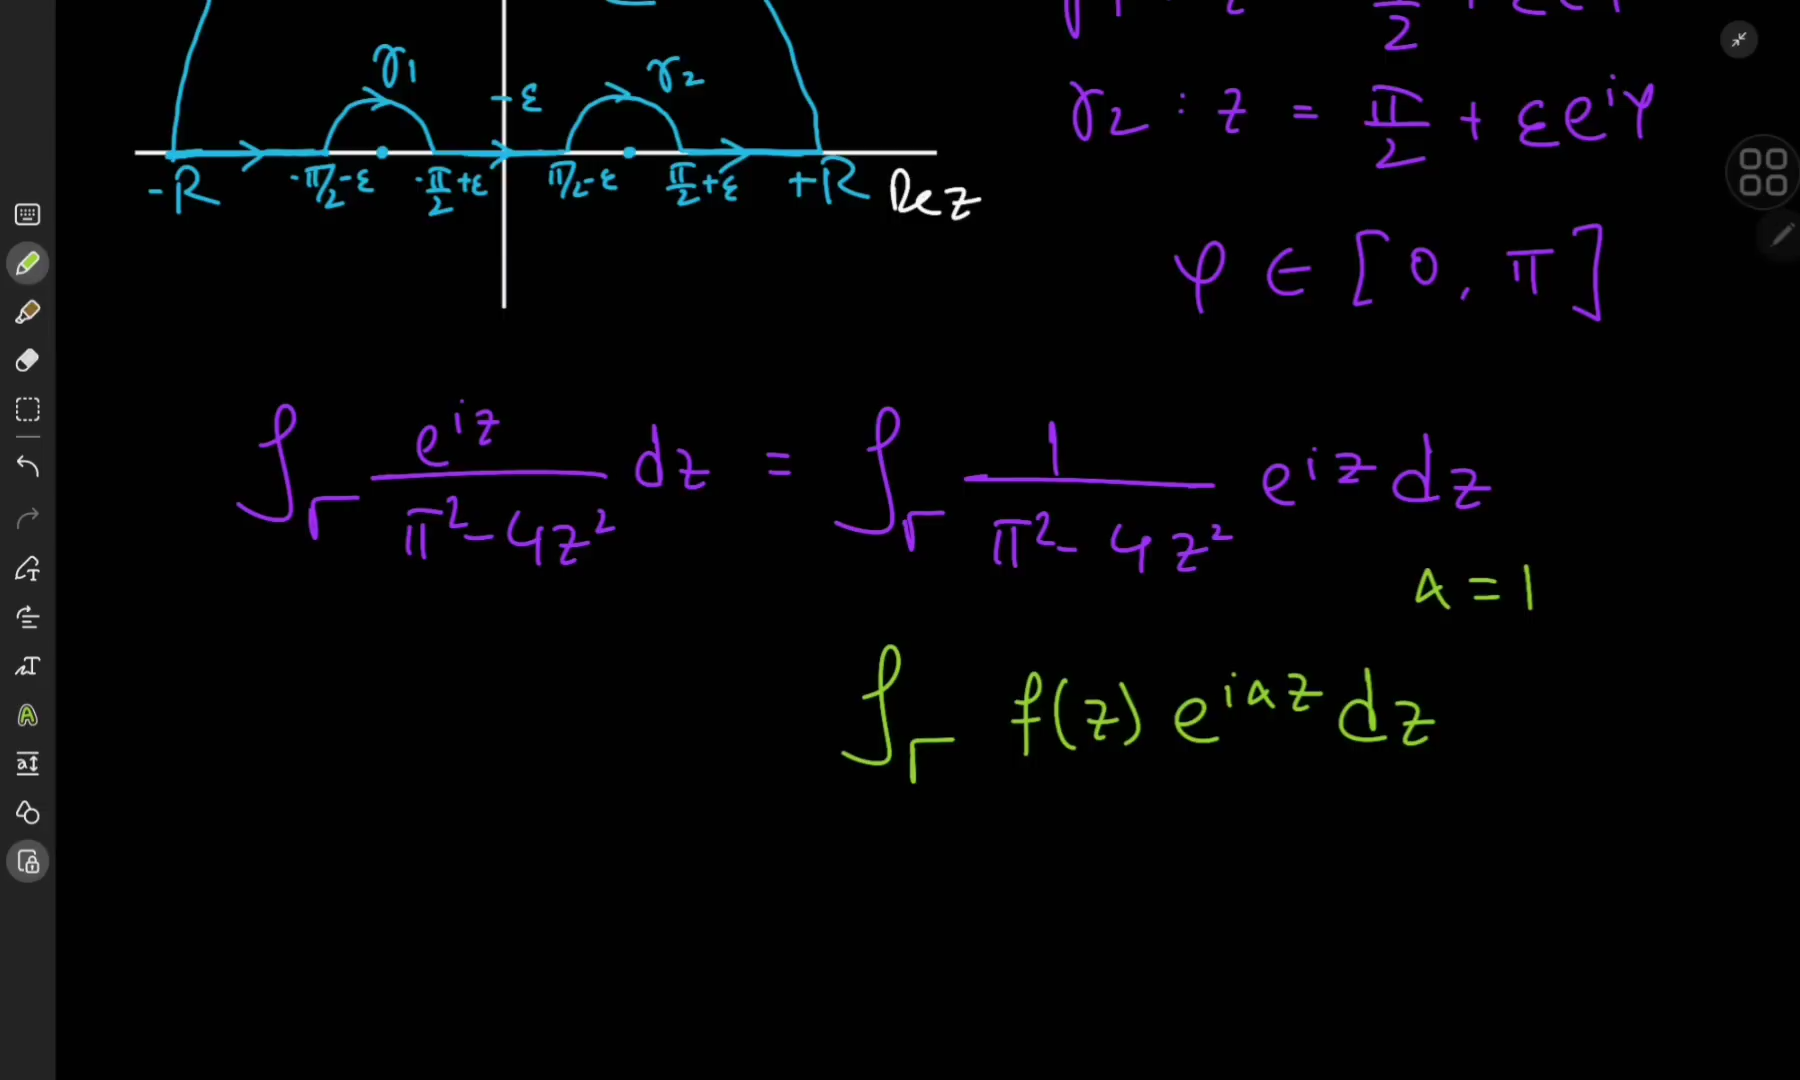 γ1 γ2
ε
-R -π/2-ε -π/2+ε π/2-ε π/2+ε +R Re z
γ2 : z = π/2 + εe^{iφ}
φ ∈ [0, π]
∫_Γ e^{iz}/(π²-4z²) dz = ∫_Γ 1/(π²-4z²) e^{iz} dz
a = 1
∫_Γ f(z) e^{iaz} dz